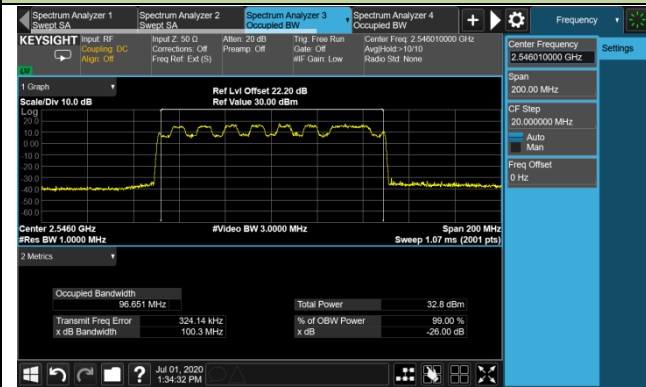 Spectrum Analyzer 1
Swept SA
Spectrum Analyzer 2
Swept SA
Spectrum Analyzer 3
Occupied BW
Spectrum Analyzer 4
Occupied BW
+
Frequency
KEYSIGHT
Input: RF
Coupling: DC
Align: Off
Input Z: 50 Ω
Corrections: Off
Freq Ref: Ext (S)
Atten: 20 dB
Preamp: Off
Trig: Free Run
Gate: Off
#IF Gain: Low
Center Freq: 2.546010000 GHz
Avg|Hold:>10/10
Radio Std: None
LV
Center Frequency
2.546010000 GHz
Settings
Span
200.00 MHz
CF Step
20.000000 MHz
Auto
Man
Freq Offset
0 Hz
1 Graph
Scale/Div 10.0 dB
Ref Lvl Offset 22.20 dB
Ref Value 30.00 dBm
Log
20.0
10.0
0.00
-10.0
-20.0
-30.0
-40.0
-50.0
-60.0
Center 2.5460 GHz
#Res BW 1.0000 MHz
#Video BW 3.0000 MHz
Span 200 MHz
Sweep 1.07 ms (2001 pts)
2 Metrics
Occupied Bandwidth
96.651 MHz
Total Power
32.8 dBm
Transmit Freq Error
324.14 kHz
% of OBW Power
99.00 %
x dB Bandwidth
100.3 MHz
x dB
-26.00 dB
?
Jul 01, 2020
1:34:32 PM